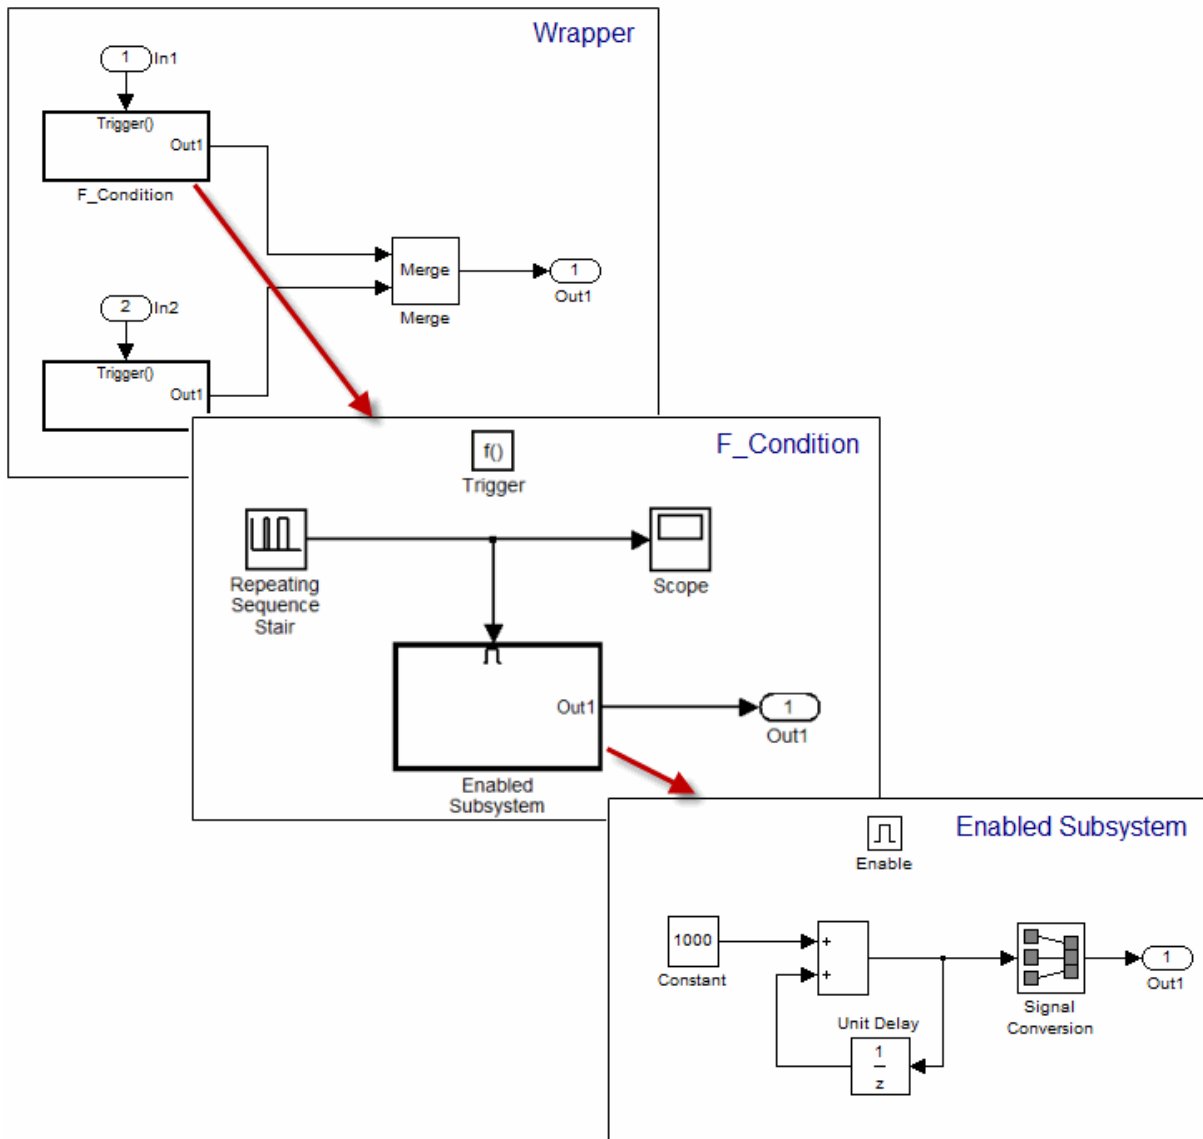 Wrapper
1
In1
Trigger()
Out1
F_Condition
Merge
Merge
1
Out1
2
In2
Trigger()
Out1
F_Condition
f()
Trigger
Repeating
Sequence
Stair
Scope
Out1
1
Out1
Enabled
Subsystem
Enabled Subsystem
Enable
1000
Constant
+
+
Unit Delay
1
z
Signal
Conversion
1
Out1